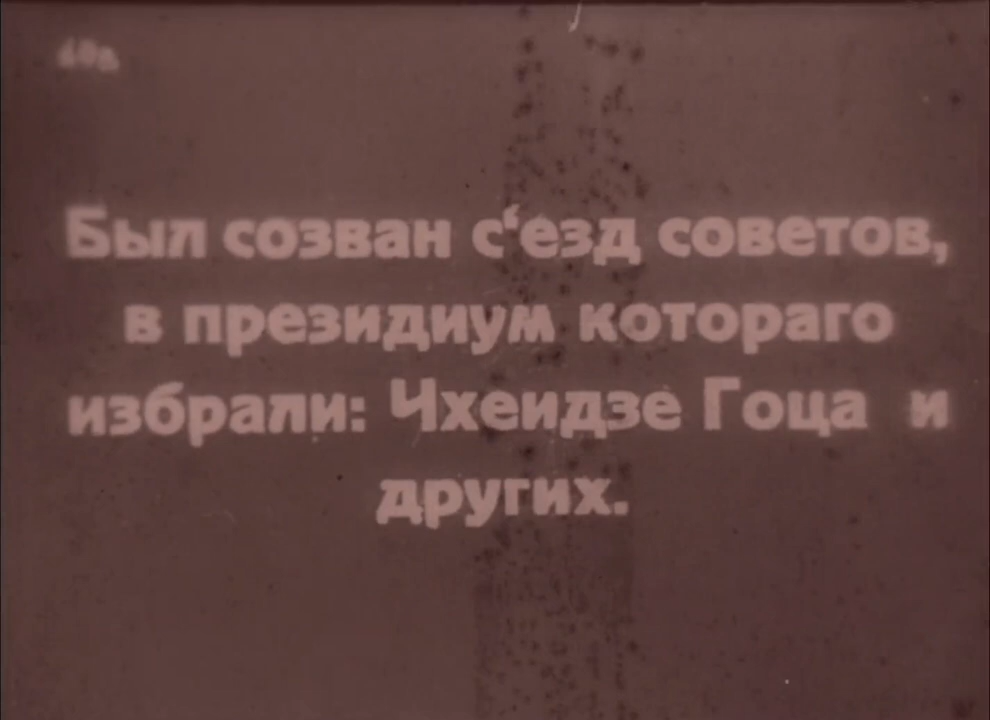 Был созван с‘езд советов,
в президиум котораго
избрали: Чхеидзе Гоца и
других.